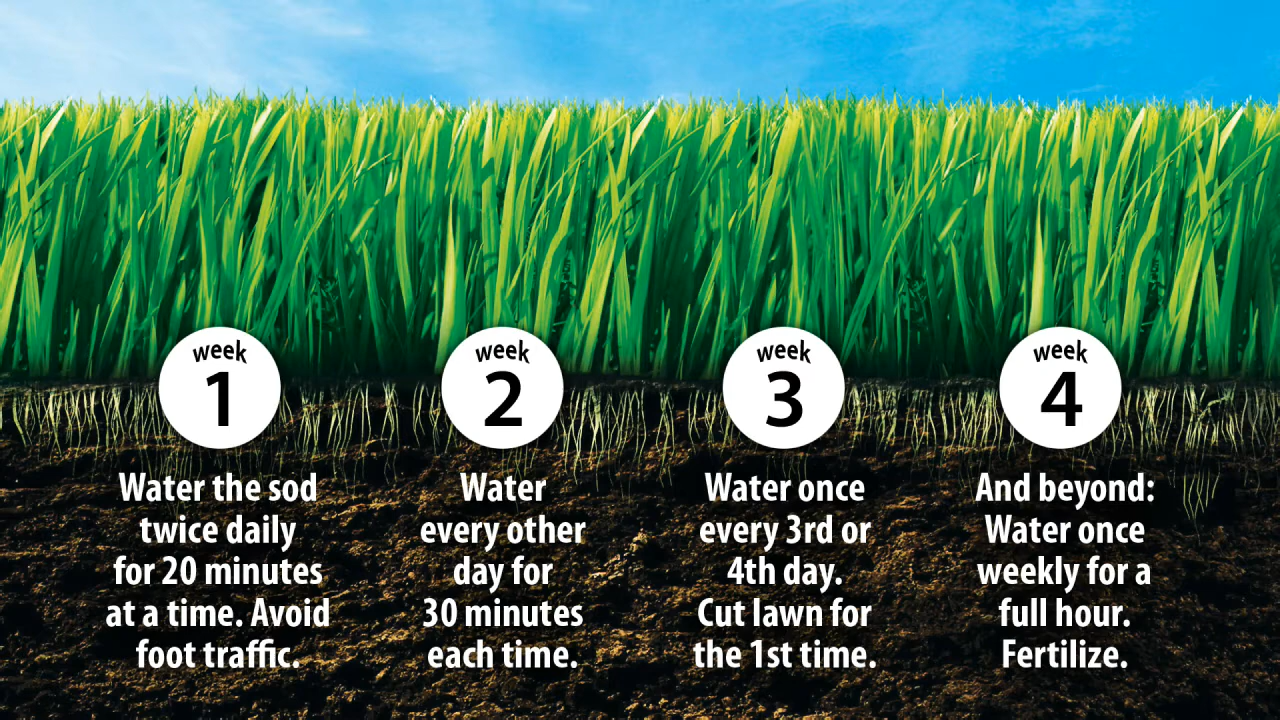 week
1
Water the sod
twice daily
for 20 minutes
at a time. Avoid
foot traffic.
week
2
Water
every other
day for
30 minutes
each time.
week
3
Water once
every 3rd or
4th day.
Cut lawn for
the 1st time.
week
4
And beyond:
Water once
weekly for a
full hour.
Fertilize.